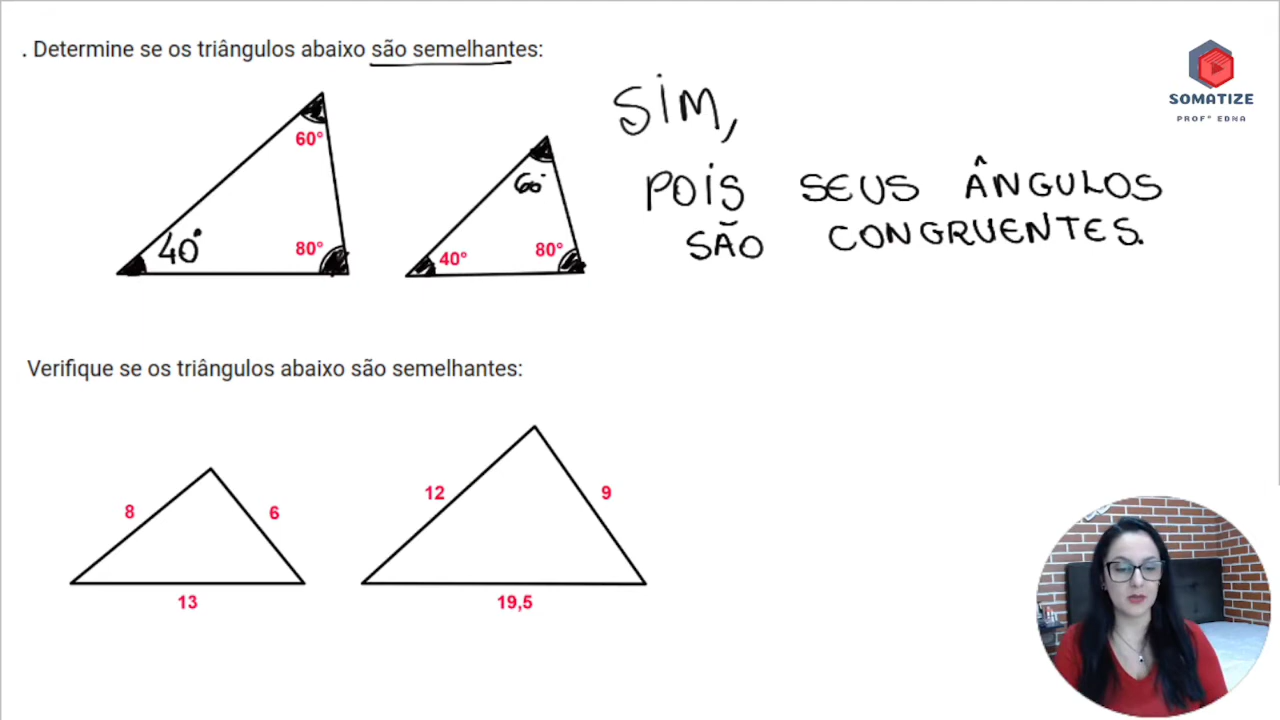 . Determine se os triângulos abaixo são semelhantes:
SOMATIZE
PROFª EDNA
SIM,
POIS SEUS ÂNGULOS
SÃO CONGRUENTES.
60°
40°
80°
60°
40°
80°
Verifique se os triângulos abaixo são semelhantes:
8
6
13
12
9
19,5